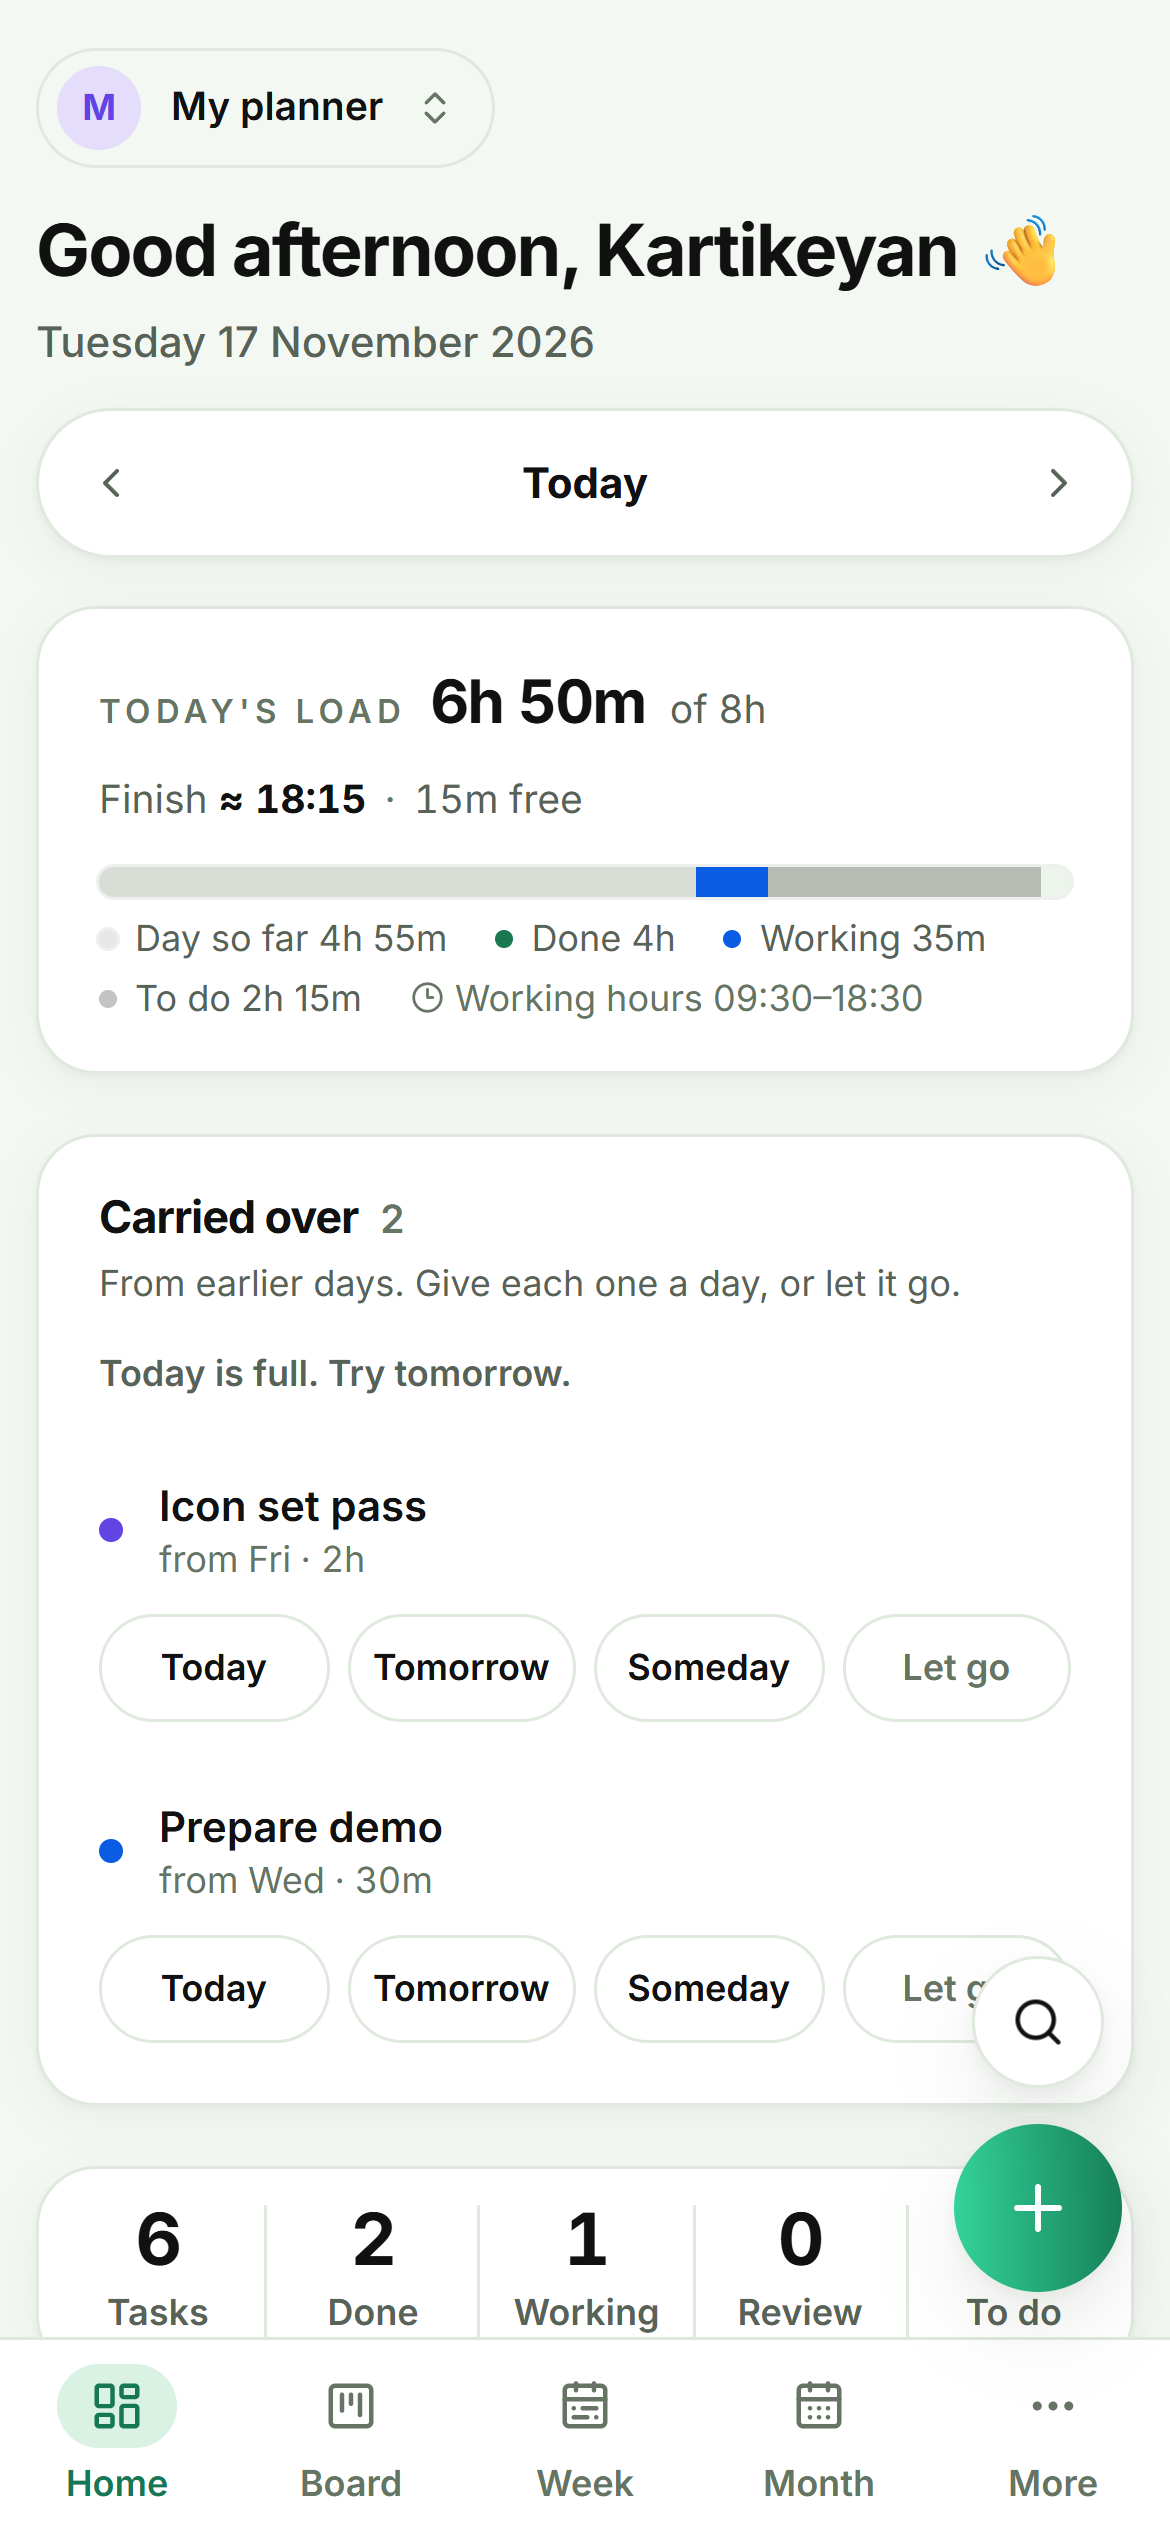 M My planner
Good afternoon, Kartikeyan 👋
Tuesday 17 November 2026
Today
TODAY'S LOAD 6h 50m of 8h
Finish ≈ 18:15 · 15m free
Day so far 4h 55m Done 4h Working 35m
To do 2h 15m Working hours 09:30–18:30
Carried over 2
From earlier days. Give each one a day, or let it go.
Today is full. Try tomorrow.
Icon set pass
from Fri · 2h
Today Tomorrow Someday Let go
Prepare demo
from Wed · 30m
Today Tomorrow Someday Let
6 2 1 0
Tasks Done Working Review To do
Home Board Week Month More